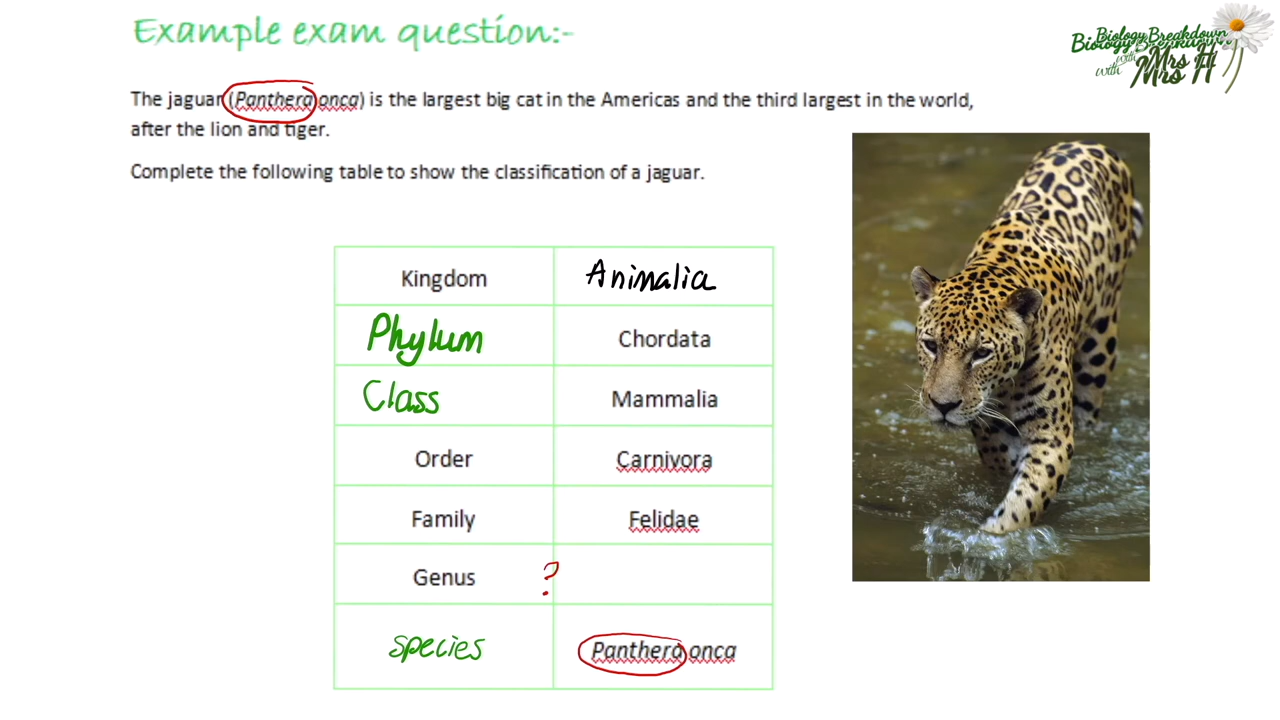 Example exam question:-
Biology Breakdown
with
Mrs H
The jaguar (Panthera onca) is the largest big cat in the Americas and the third largest in the world,
after the lion and tiger.
Complete the following table to show the classification of a jaguar.
Kingdom Animalia
Phylum Chordata
Class Mammalia
Order Carnivora
Family Felidae
Genus ?
species Panthera onca